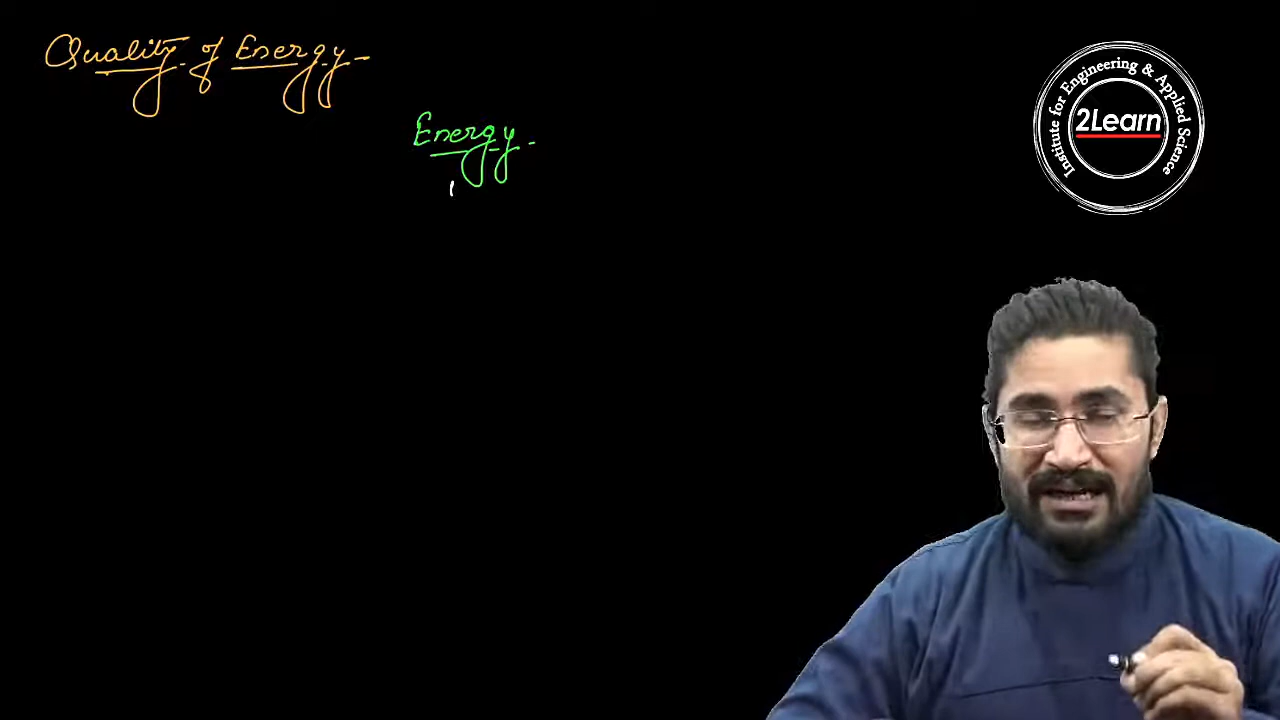 Quality of Energy -
Energy -
Institute for Engineering & Applied Science
2Learn